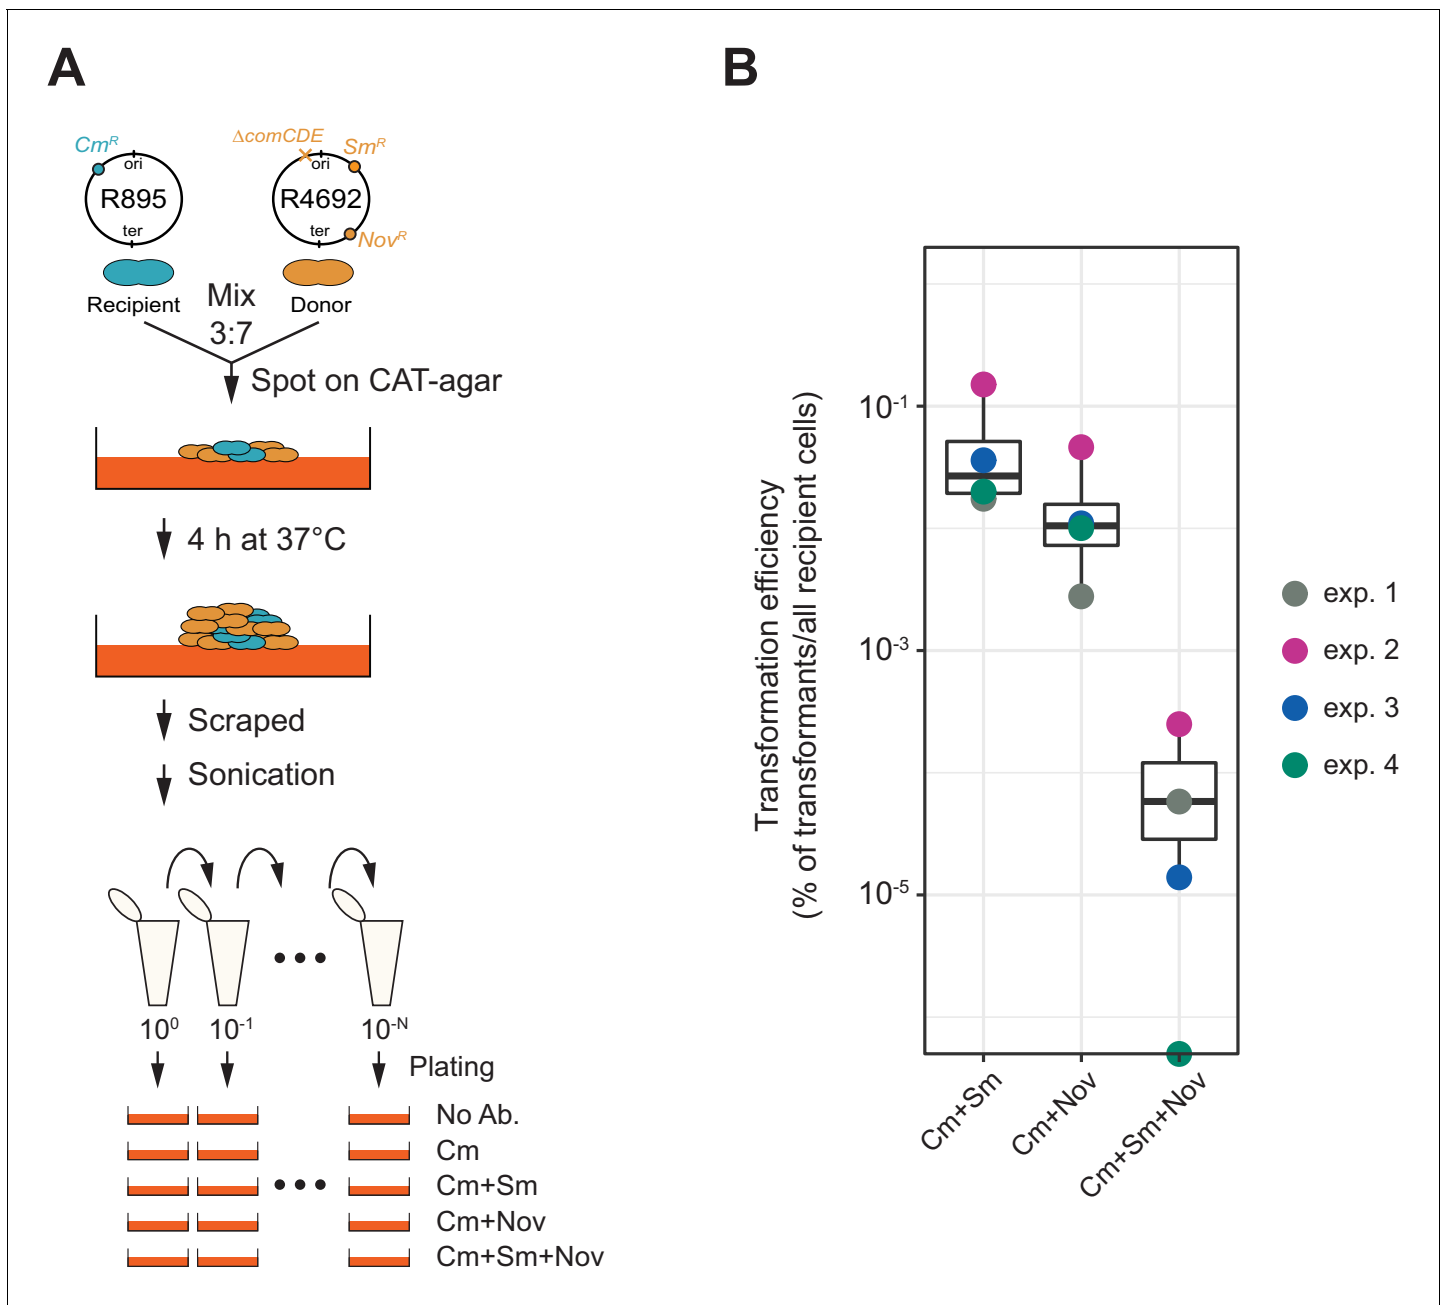 A
Cm^R
ori
R895
ter
ΔcomCDE
Sm^R
ori
R4692
ter
Nov^R
Recipient
Mix
3:7
Donor
Spot on CAT-agar
4 h at 37°C
Scraped
Sonication
10^0
10^-1
10^-N
Plating
No Ab.
Cm
Cm+Sm
Cm+Nov
Cm+Sm+Nov
B
Transformation efficiency
(% of transformants/all recipient cells)
10^-1
10^-3
10^-5
Cm+Sm
Cm+Nov
Cm+Sm+Nov
exp. 1
exp. 2
exp. 3
exp. 4